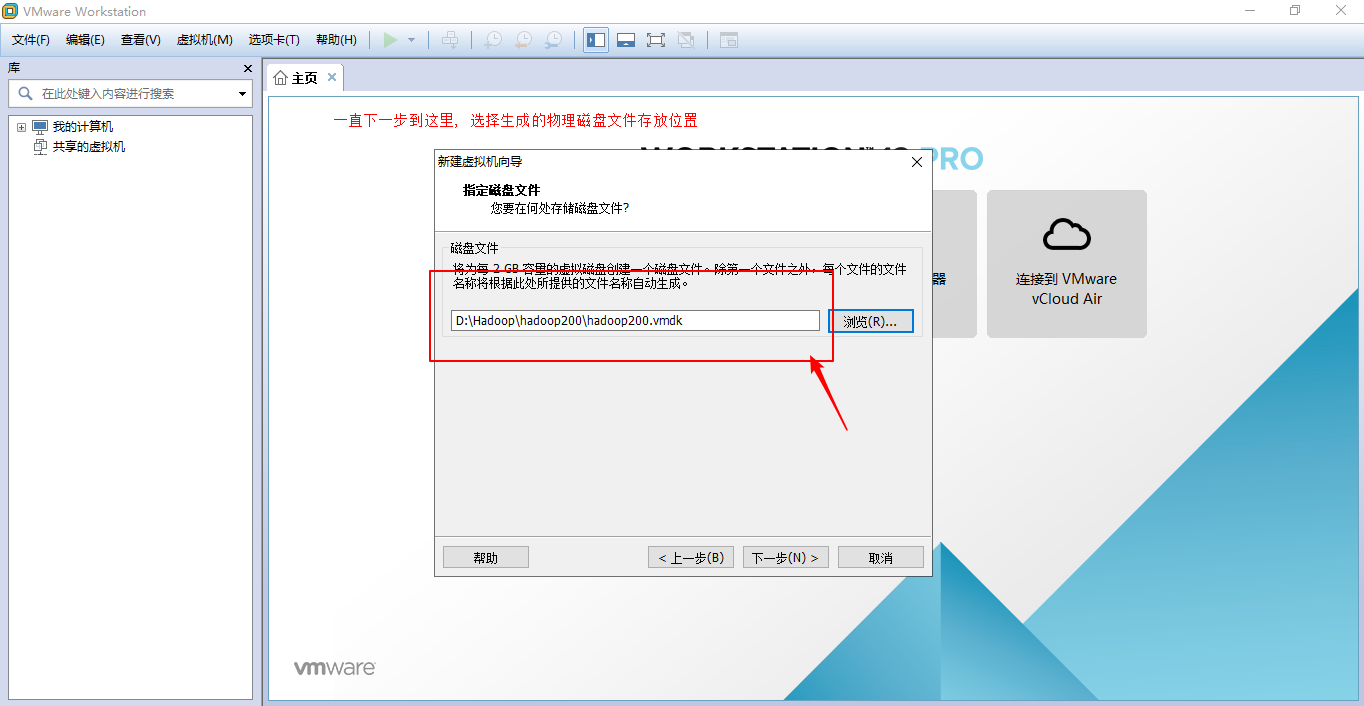 VMware Workstation
文件(F) 编辑(E) 查看(V) 虚拟机(M) 选项卡(T) 帮助(H)
库
在此处键入内容进行搜索
我的计算机
共享的虚拟机
主页
一直下一步到这里，选择生成的物理磁盘文件存放位置
PRO
新建虚拟机向导
指定磁盘文件
您要在何处存储磁盘文件?
磁盘文件
将为每 2 GB 容量的虚拟磁盘创建一个磁盘文件。除第一个文件之外，每个文件的文件
名称将根据此处所提供的文件名称自动生成。
D:\Hadoop\hadoop200\hadoop200.vmdk
浏览(R)...
器
连接到 VMware
vCloud Air
帮助
< 上一步(B)
下一步(N) >
取消
vmware